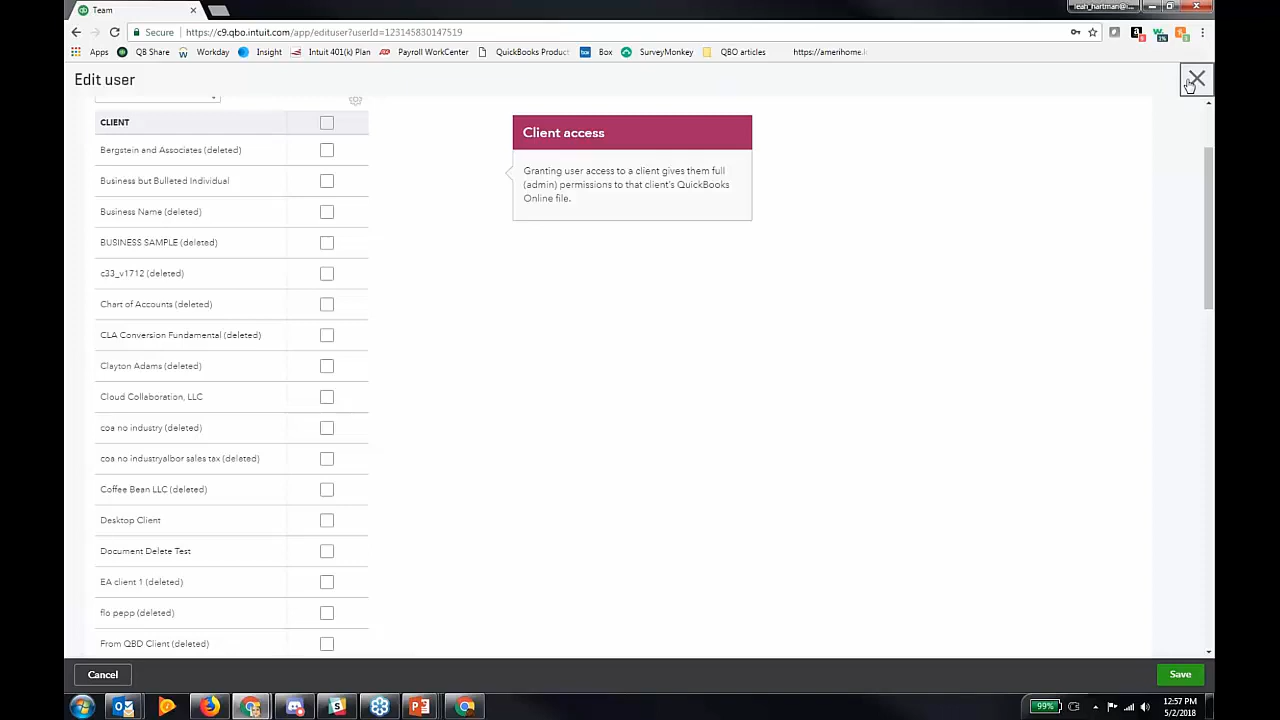 Team
leah_hartman@i...
Secure
https://c9.qbo.intuit.com/app/edituser?userId=123145830147519
Apps
QB Share
Workday
Insight
Intuit 401(k) Plan
Payroll WorkCenter
QuickBooks Product
Box
SurveyMonkey
QBO articles
https://amerihome.i
Edit user
CLIENT
Bergstein and Associates (deleted)
Business but Bulleted Individual
Business Name (deleted)
BUSINESS SAMPLE (deleted)
c33_v1712 (deleted)
Chart of Accounts (deleted)
CLA Conversion Fundamental (deleted)
Clayton Adams (deleted)
Cloud Collaboration, LLC
coa no industry (deleted)
coa no industryalbor sales tax (deleted)
Coffee Bean LLC (deleted)
Desktop Client
Document Delete Test
EA client 1 (deleted)
flo pepp (deleted)
From QBD Client (deleted)
Client access
Granting user access to a client gives them full
(admin) permissions to that client's QuickBooks
Online file.
Cancel
Save
99%
12:57 PM
5/2/2018